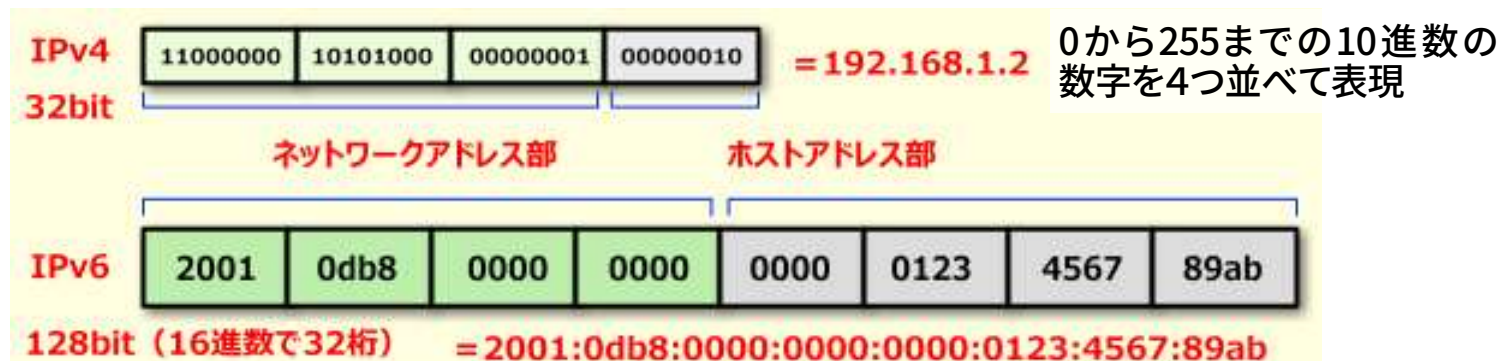 IPv4 11000000 10101000 00000001 00000010 =192.168.1.2
0から255までの10進数の
数字を4つ並べて表現
32bit
ネットワークアドレス部 ホストアドレス部
IPv6 2001 0db8 0000 0000 0000 0123 4567 89ab
128bit（16進数で32桁） =2001:0db8:0000:0000:0000:0123:4567:89ab